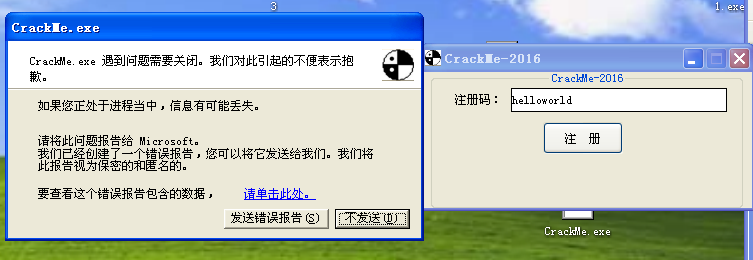 3
1.exe
CrackMe.exe
CrackMe.exe 遇到问题需要关闭。我们对此引起的不便表示抱
歉。
如果您正处于进程当中，信息有可能丢失。
请将此问题报告给 Microsoft。
我们已经创建了一个错误报告，您可以将它发送给我们。我们将
此报告视为保密的和匿名的。
要查看这个错误报告包含的数据， 请单击此处。
发送错误报告(S) 不发送(D)
CrackMe-2016
CrackMe-2016
注册码： helloworld
注 册
CrackMe.exe